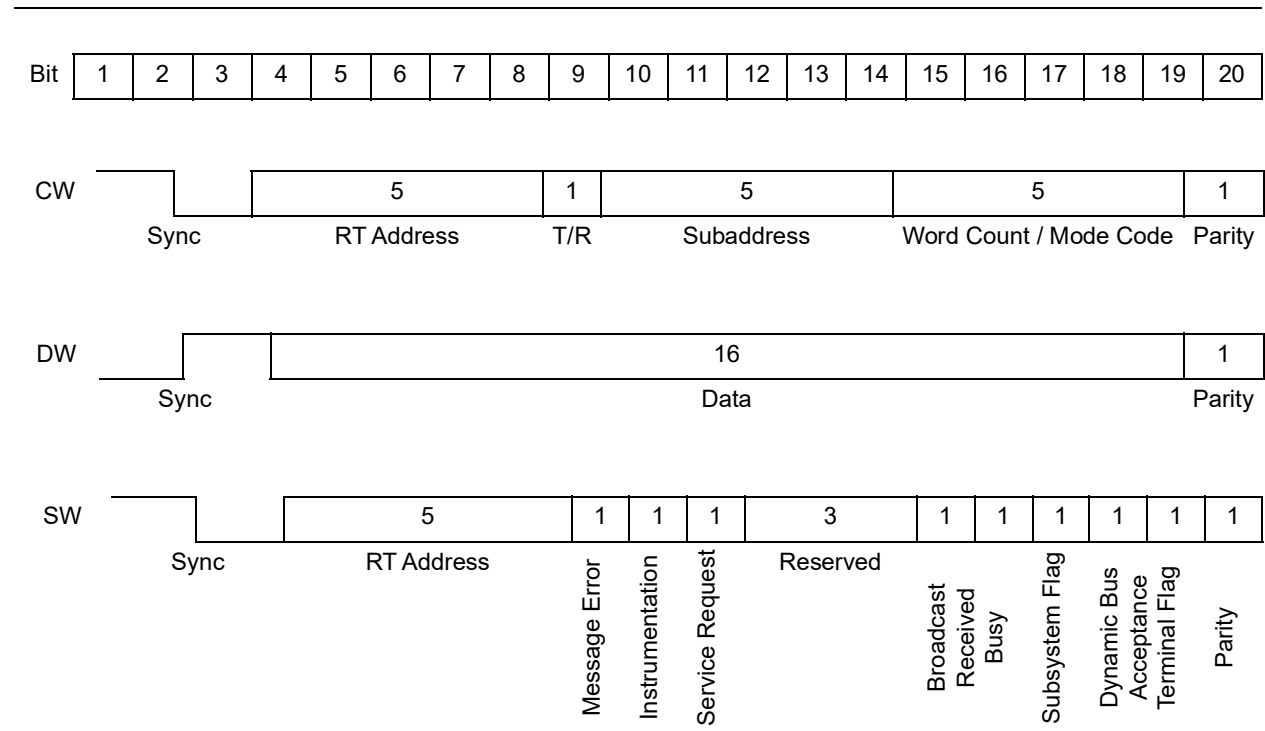 Bit 1 2 3 4 5 6 7 8 9 10 11 12 13 14 15 16 17 18 19 20
CW 5 1 5 5 1
Sync RT Address T/R Subaddress Word Count / Mode Code Parity
DW 16 1
Sync Data Parity
SW 5 1 1 1 3 1 1 1 1 1 1
Sync RT Address Reserved
Message Error
Instrumentation
Service Request
Broadcast
Received
Busy
Subsystem Flag
Dynamic Bus
Acceptance
Terminal Flag
Parity